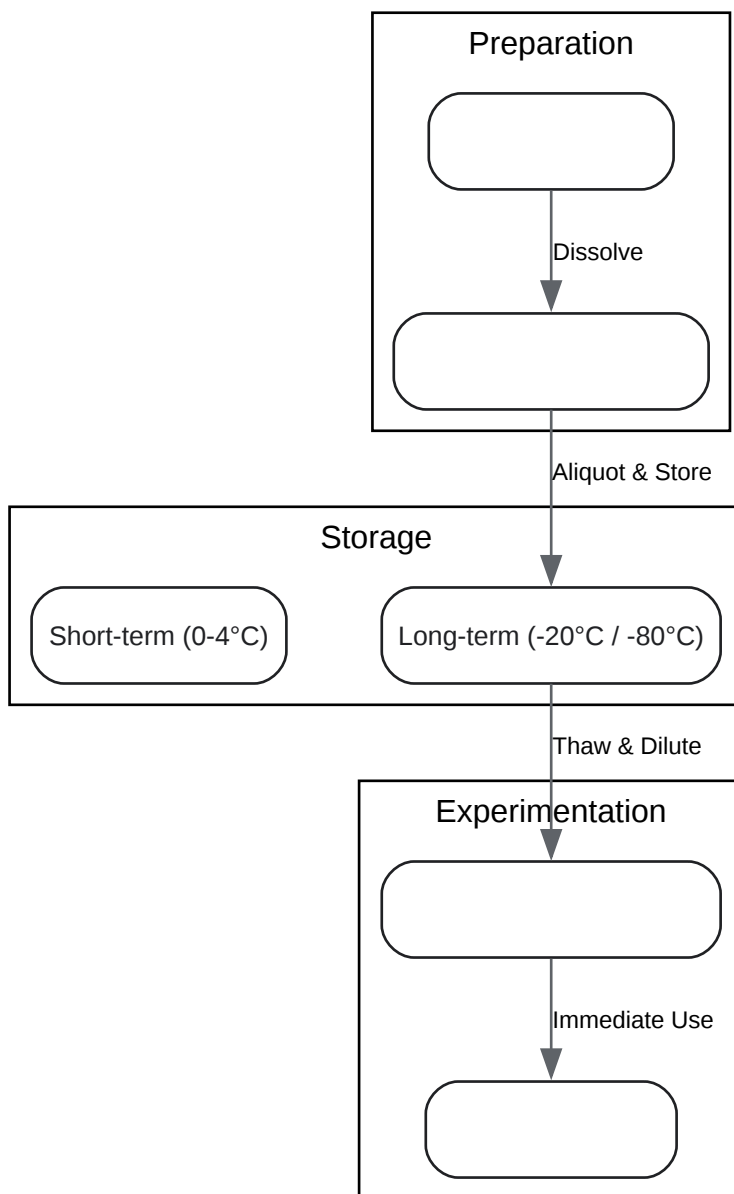 Preparation
Dissolve
Aliquot & Store
Storage
Short-term (0-4°C)
Long-term (-20°C / -80°C)
Thaw & Dilute
Experimentation
Immediate Use